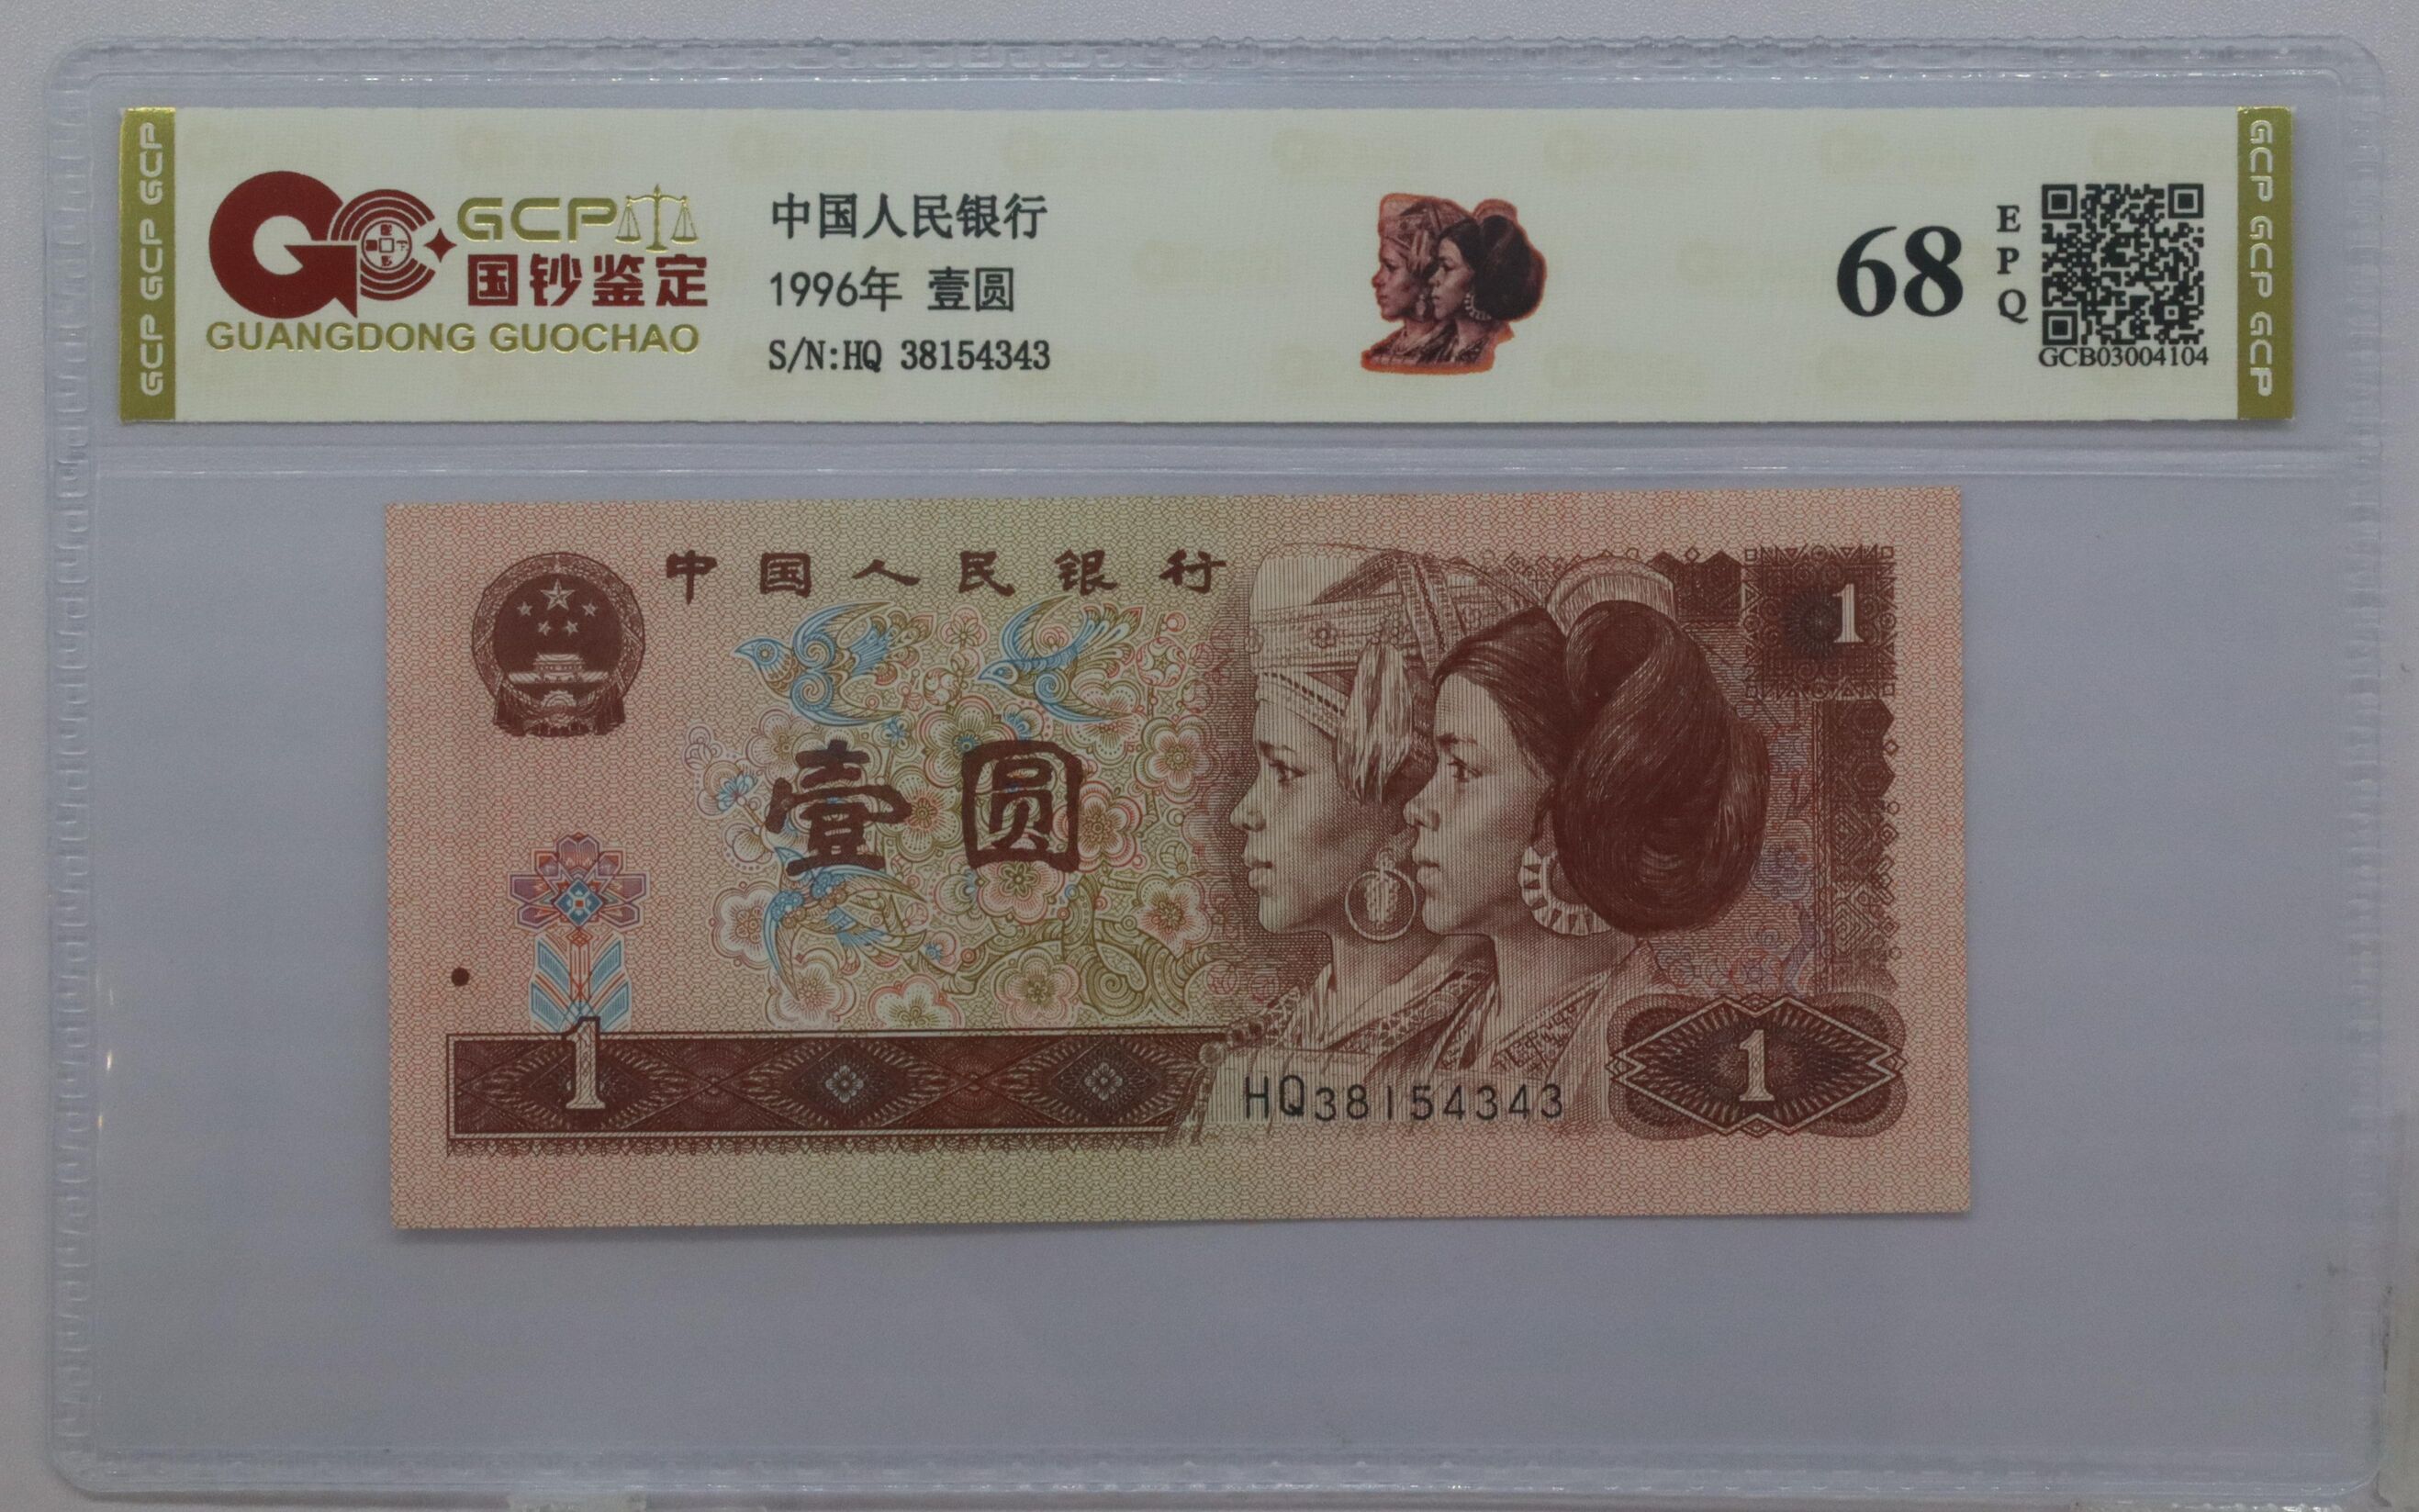 GCP GCP GCP
GCP
国钞鉴定
GUANGDONG GUOCHAO
中国人民银行
1996年 壹圆
S/N:HQ 38154343
68
EPQ
GCB03004104
GCP GCP GCP
中国人民银行
1
壹圆
1
HQ38154343
1